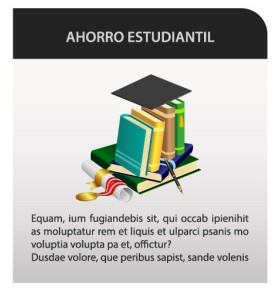 AHORRO ESTUDIANTIL
Equam, ium fugiandebis sit, qui occab ipienihit
as moluptatur rem et liquis et ulparci psanis mo
voluptia volupta pa et, offictur?
Dusdae volore, que peribus sapist, sande volenis